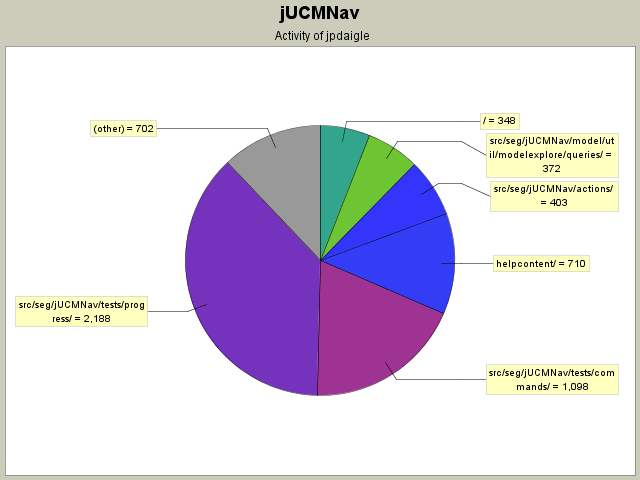 jUCMNav
Activity of jpdaigle
/ = 348
(other) = 702
src/seg/jUCMNav/model/ut
il/modelexplore/queries/ =
372
src/seg/jUCMNav/actions/
= 403
helpcontent/ = 710
src/seg/jUCMNav/tests/prog
ress/ = 2,188
src/seg/jUCMNav/tests/com
mands/ = 1,098